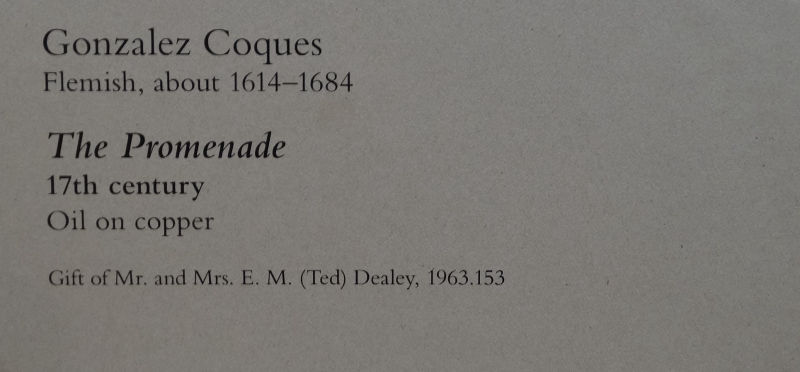 Gonzalez Coques
Flemish, about 1614–1684
The Promenade
17th century
Oil on copper
Gift of Mr. and Mrs. E. M. (Ted) Dealey, 1963.153